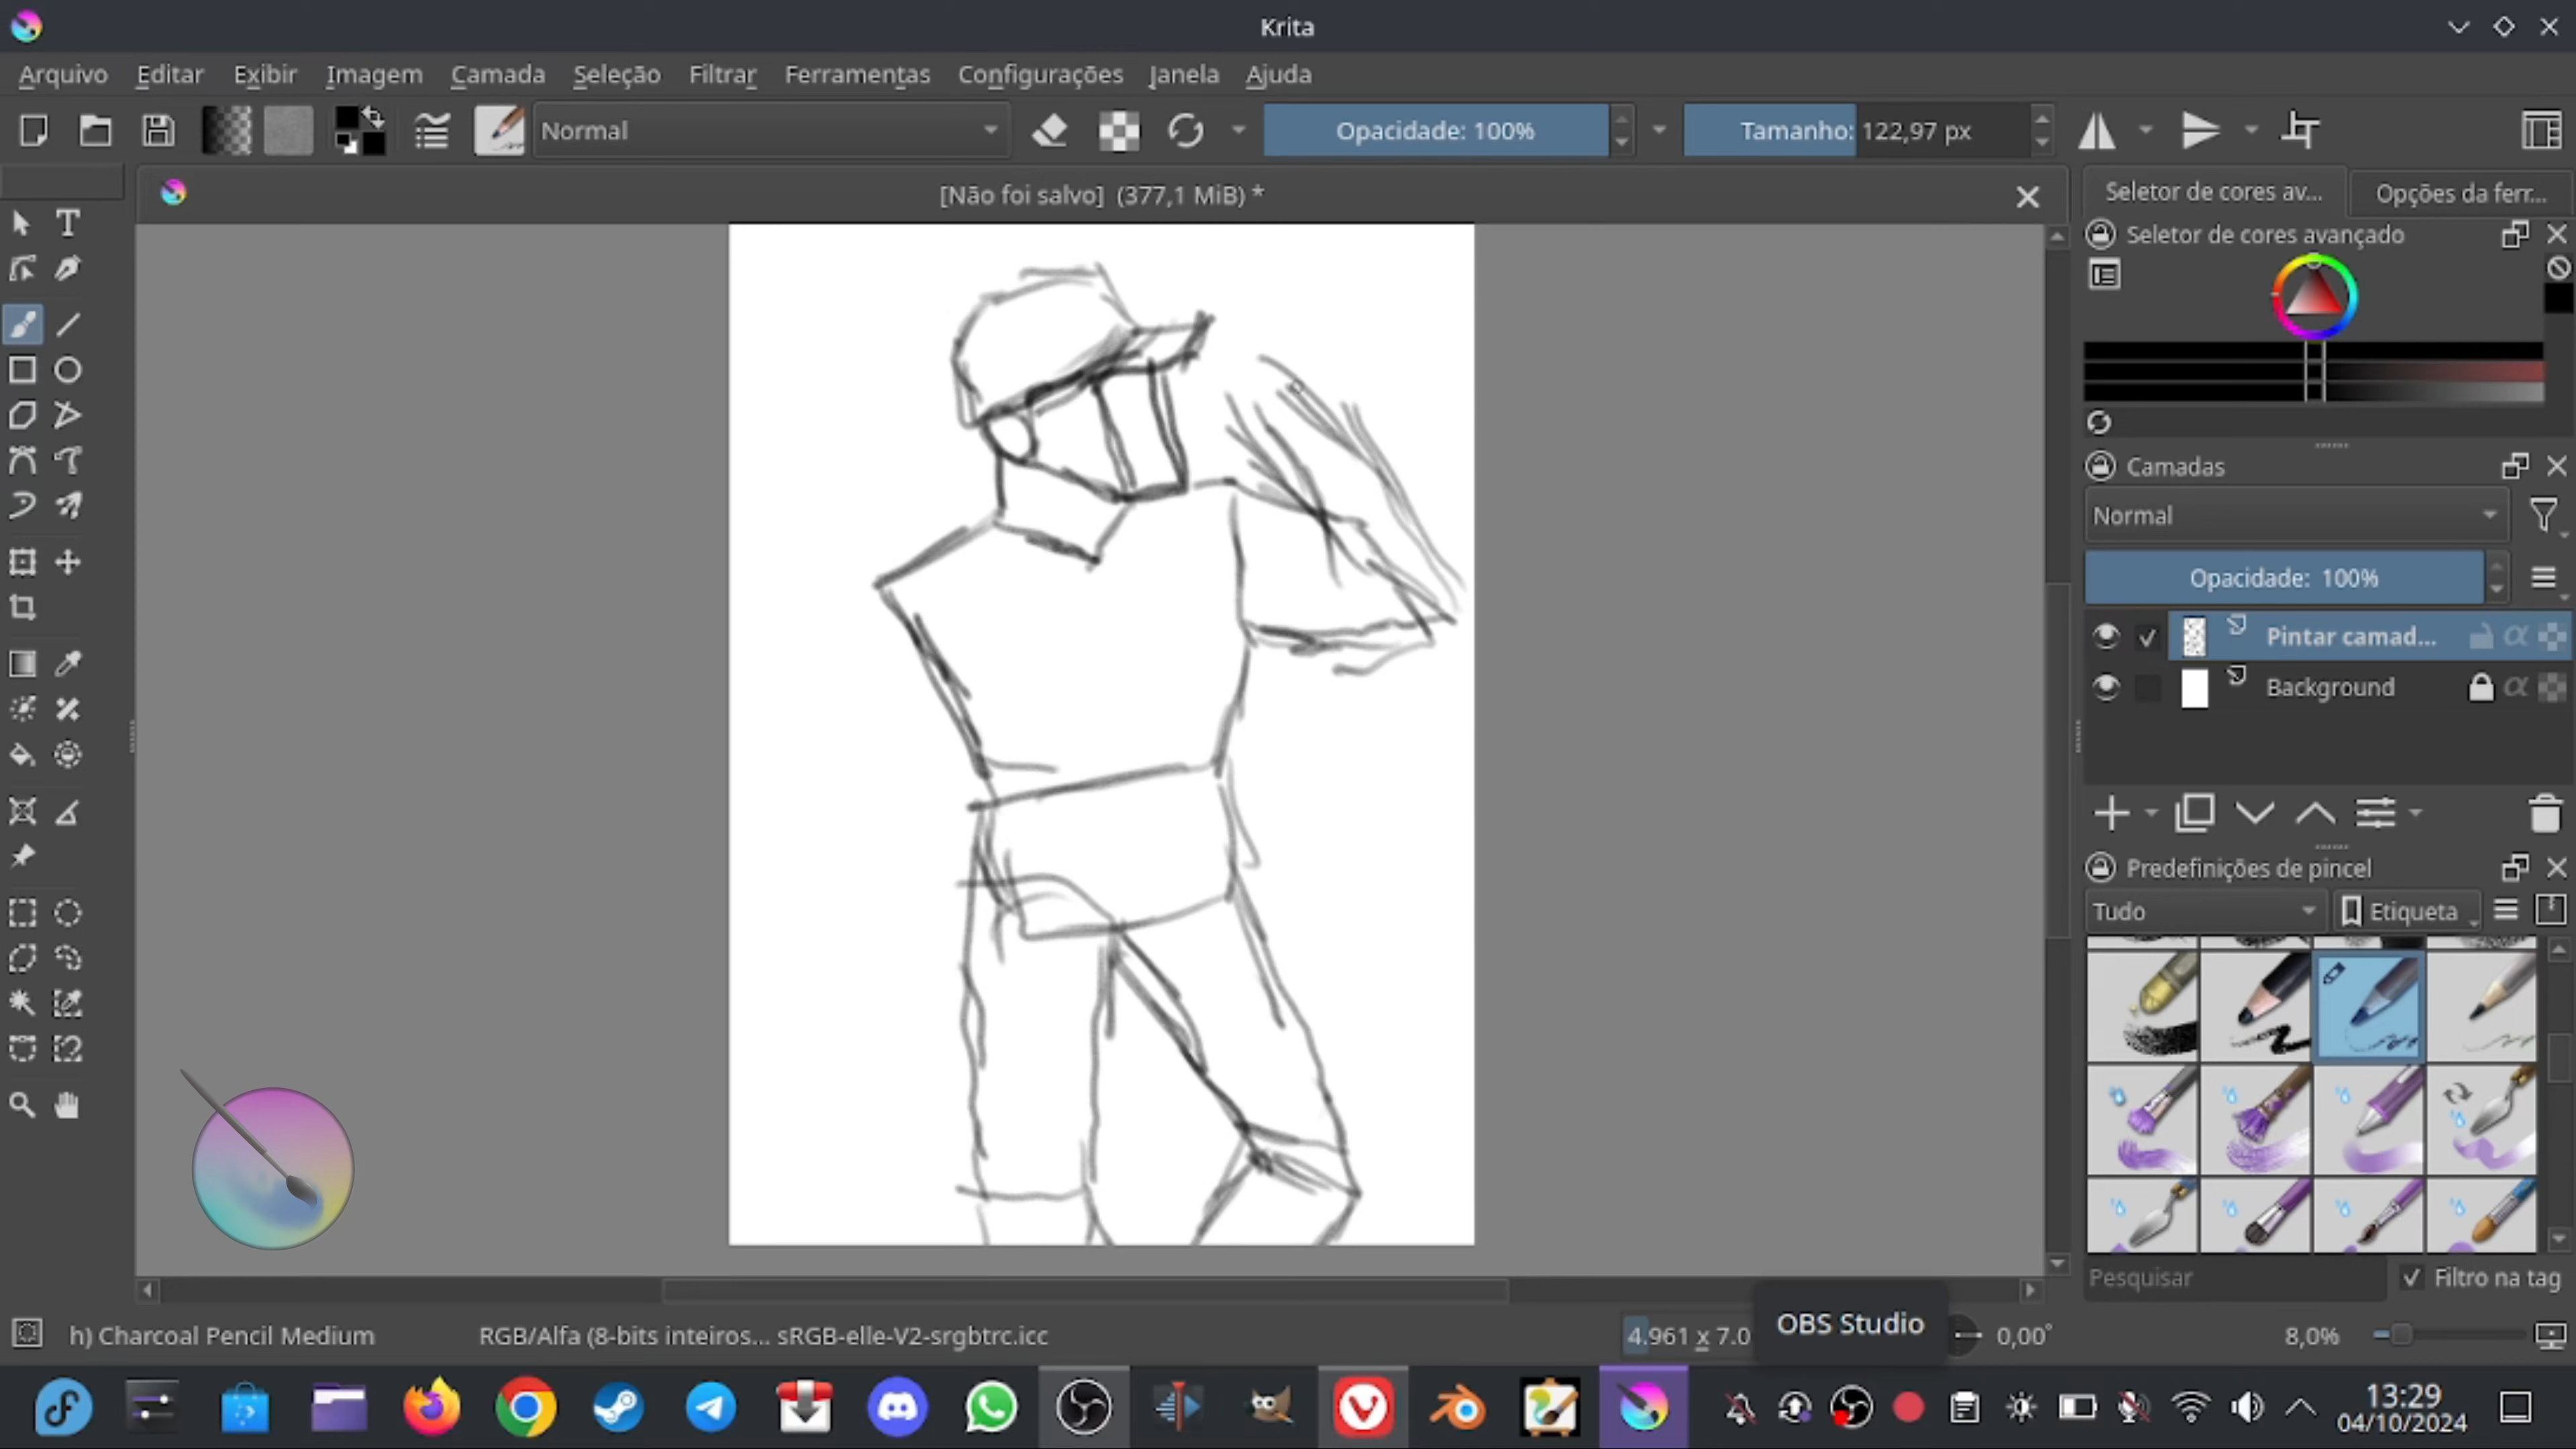 Krita
Arquivo Editar Exibir Imagem Camada Seleção Filtrar Ferramentas Configurações Janela Ajuda
Normal Opacidade: 100% Tamanho: 122,97 px
[Não foi salvo] (377,1 MiB) *
Seletor de cores av... Opções da ferr...
Seletor de cores avançado
Camadas
Normal
Opacidade: 100%
Pintar camad...
Background
Predefinições de pincel
Tudo Etiqueta
Pesquisar Filtro na tag
h) Charcoal Pencil Medium RGB/Alfa (8-bits inteiros... sRGB-elle-V2-srgbtrc.icc 4.961 x 7.0 OBS Studio 0,00° 8,0%
13:29
04/10/2024